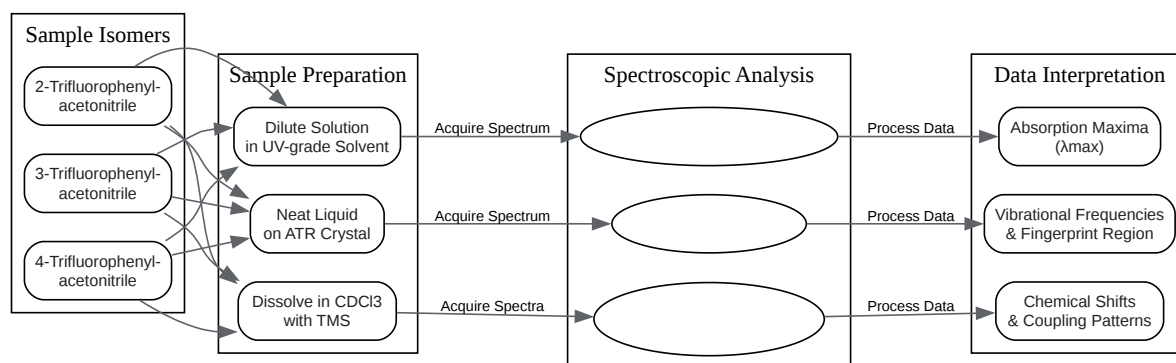 Sample Isomers
2-Trifluorophenyl-
acetonitrile
3-Trifluorophenyl-
acetonitrile
4-Trifluorophenyl-
acetonitrile
Sample Preparation
Dilute Solution
in UV-grade Solvent
Neat Liquid
on ATR Crystal
Dissolve in CDCl3
with TMS
Acquire Spectrum
Acquire Spectrum
Acquire Spectra
Spectroscopic Analysis
Process Data
Process Data
Process Data
Data Interpretation
Absorption Maxima
(λmax)
Vibrational Frequencies
& Fingerprint Region
Chemical Shifts
& Coupling Patterns